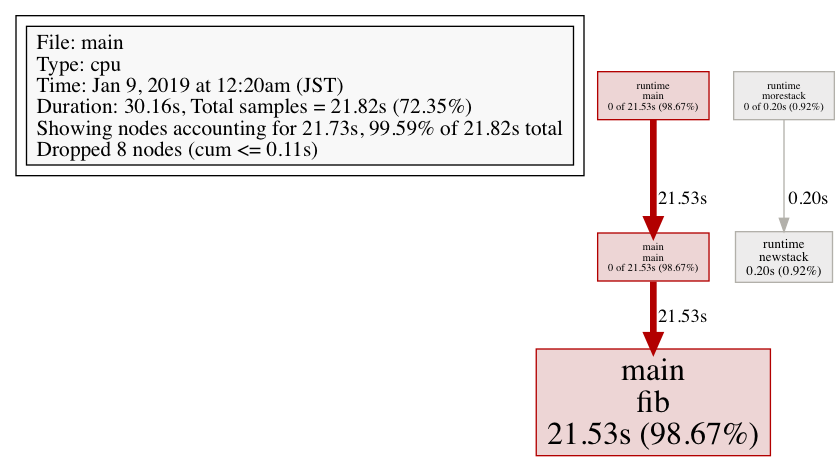 File: main
Type: cpu
Time: Jan 9, 2019 at 12:20am (JST)
Duration: 30.16s, Total samples = 21.82s (72.35%)
Showing nodes accounting for 21.73s, 99.59% of 21.82s total
Dropped 8 nodes (cum <= 0.11s)
runtime
main
0 of 21.53s (98.67%)
runtime
morestack
0 of 0.20s (0.92%)
21.53s
0.20s
main
main
0 of 21.53s (98.67%)
runtime
newstack
0.20s (0.92%)
21.53s
main
fib
21.53s (98.67%)